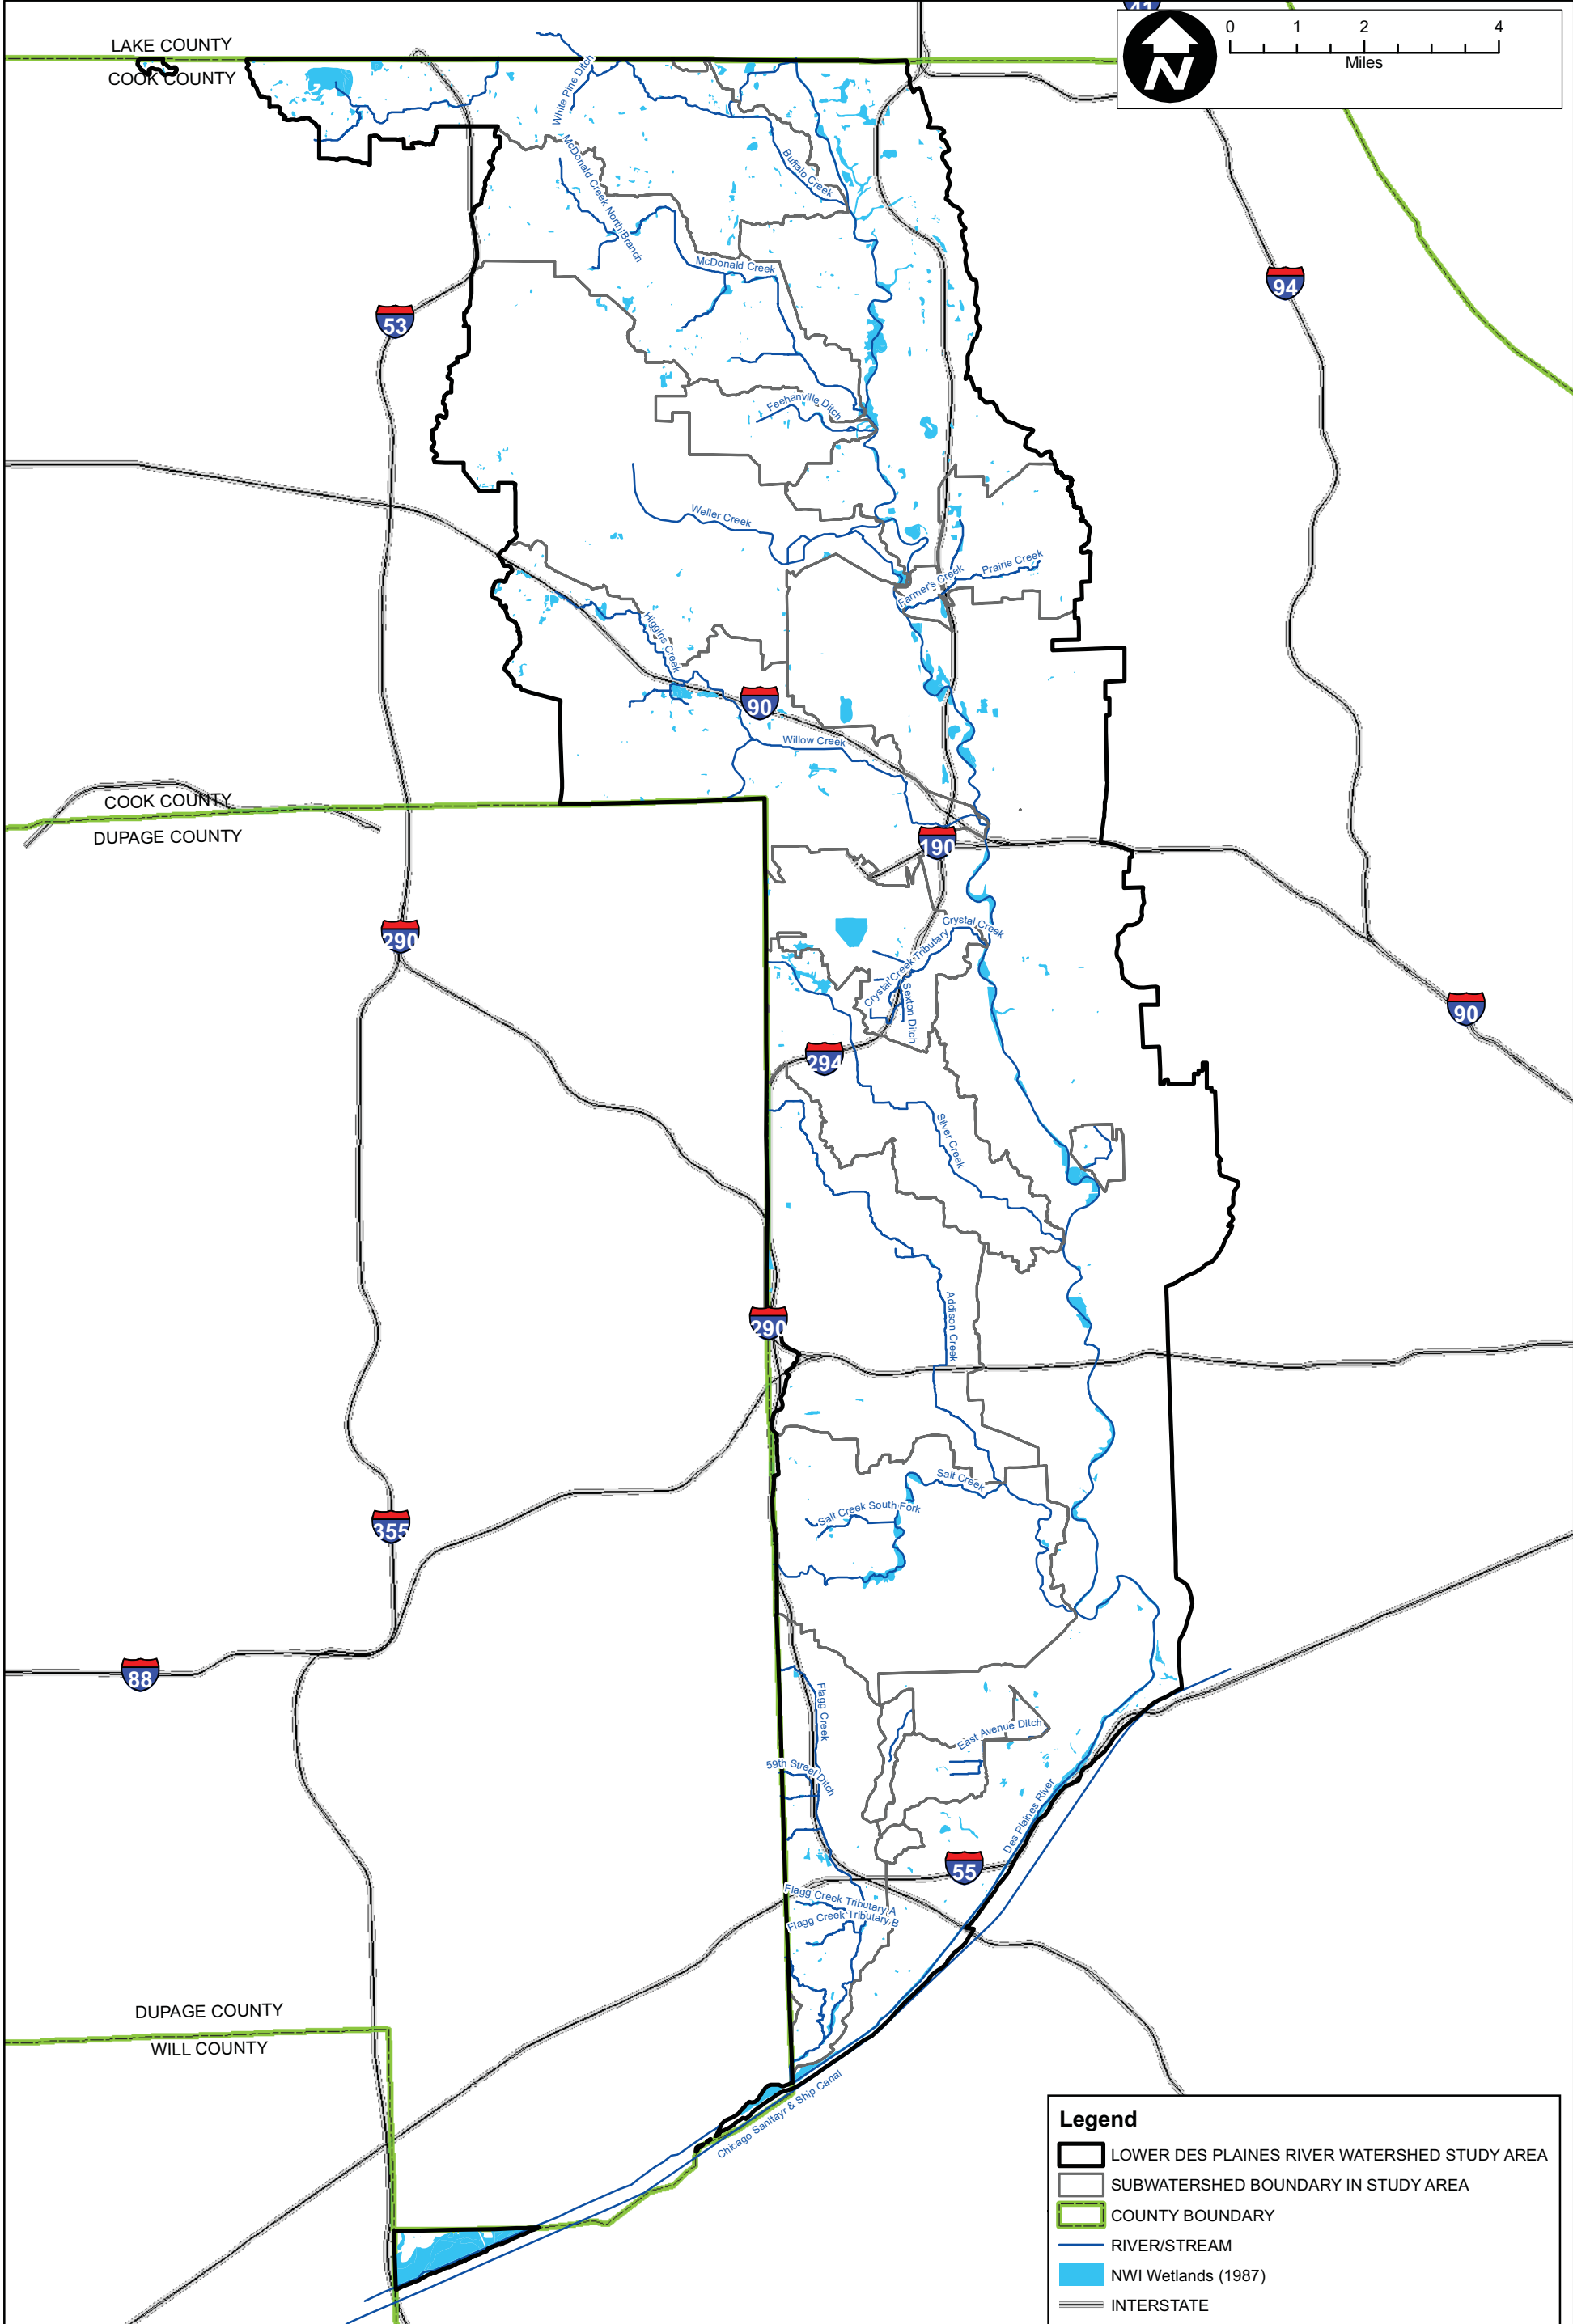 41
0 1 2 4
Miles
N
LAKE COUNTY
COOK COUNTY
White Pine Ditch
McDonald Creek North Branch
Buffalo Creek
McDonald Creek
94
53
Feehanville Ditch
Weller Creek
Prairie Creek
Farmer's Creek
Higgins Creek
90
Willow Creek
COOK COUNTY
DUPAGE COUNTY
190
290
Crystal Creek
Crystal Creek Tributary
Sexton Ditch
90
294
Silver Creek
Addison Creek
290
Salt Creek
Salt Creek South Fork
355
88
Flagg Creek
East Avenue Ditch
59th Street Ditch
Des Plaines River
55
Flagg Creek Tributary A
Flagg Creek Tributary B
DUPAGE COUNTY
WILL COUNTY
Chicago Sanitayr & Ship Canal
Legend
LOWER DES PLAINES RIVER WATERSHED STUDY AREA
SUBWATERSHED BOUNDARY IN STUDY AREA
COUNTY BOUNDARY
RIVER/STREAM
NWI Wetlands (1987)
INTERSTATE